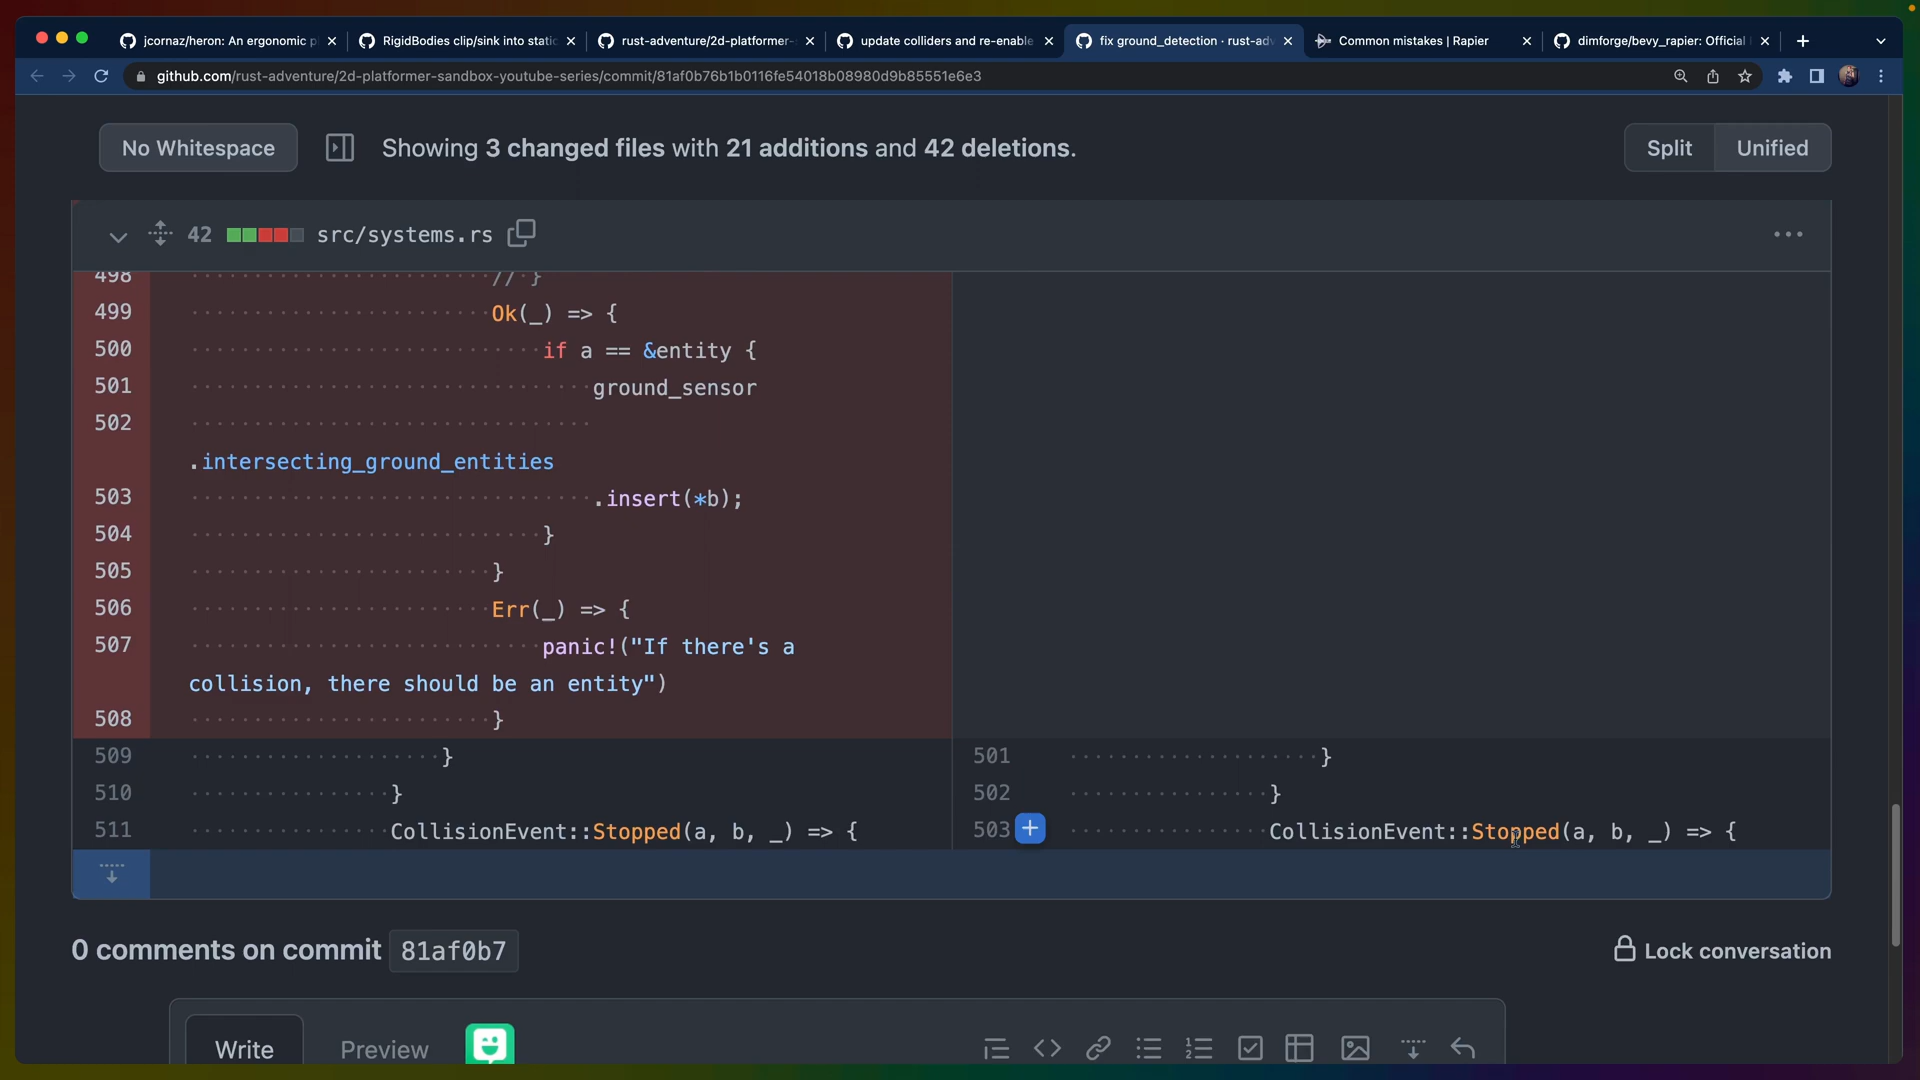 jcornaz/heron: An ergonomic p
RigidBodies clip/sink into stati
rust-adventure/2d-platformer-
update colliders and re-enable
fix ground_detection · rust-adv
Common mistakes | Rapier
dimforge/bevy_rapier: Official
github.com/rust-adventure/2d-platformer-sandbox-youtube-series/commit/81af0b76b1b0116fe54018b08980d9b85551e6e3
No Whitespace
Showing 3 changed files with 21 additions and 42 deletions.
Split
Unified
42 src/systems.rs
498 // }
499 Ok(_) => {
500 if a == &entity {
501 ground_sensor
502
.intersecting_ground_entities
503 .insert(*b);
504 }
505 }
506 Err(_) => {
507 panic!("If there's a
collision, there should be an entity")
508 }
509 } 501 }
510 } 502 }
511 CollisionEvent::Stopped(a, b, _) => { 503 CollisionEvent::Stopped(a, b, _) => {
0 comments on commit 81af0b7
Lock conversation
Write
Preview